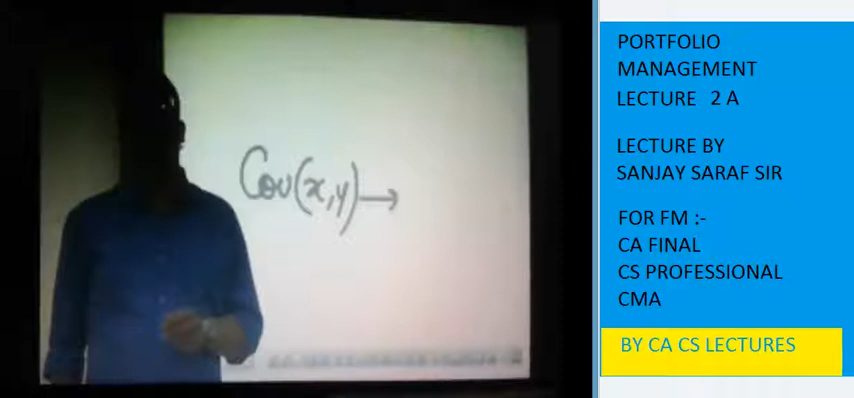 Cov(x,y)→
PORTFOLIO
MANAGEMENT
LECTURE 2 A
LECTURE BY
SANJAY SARAF SIR
FOR FM :-
CA FINAL
CS PROFESSIONAL
CMA
BY CA CS LECTURES